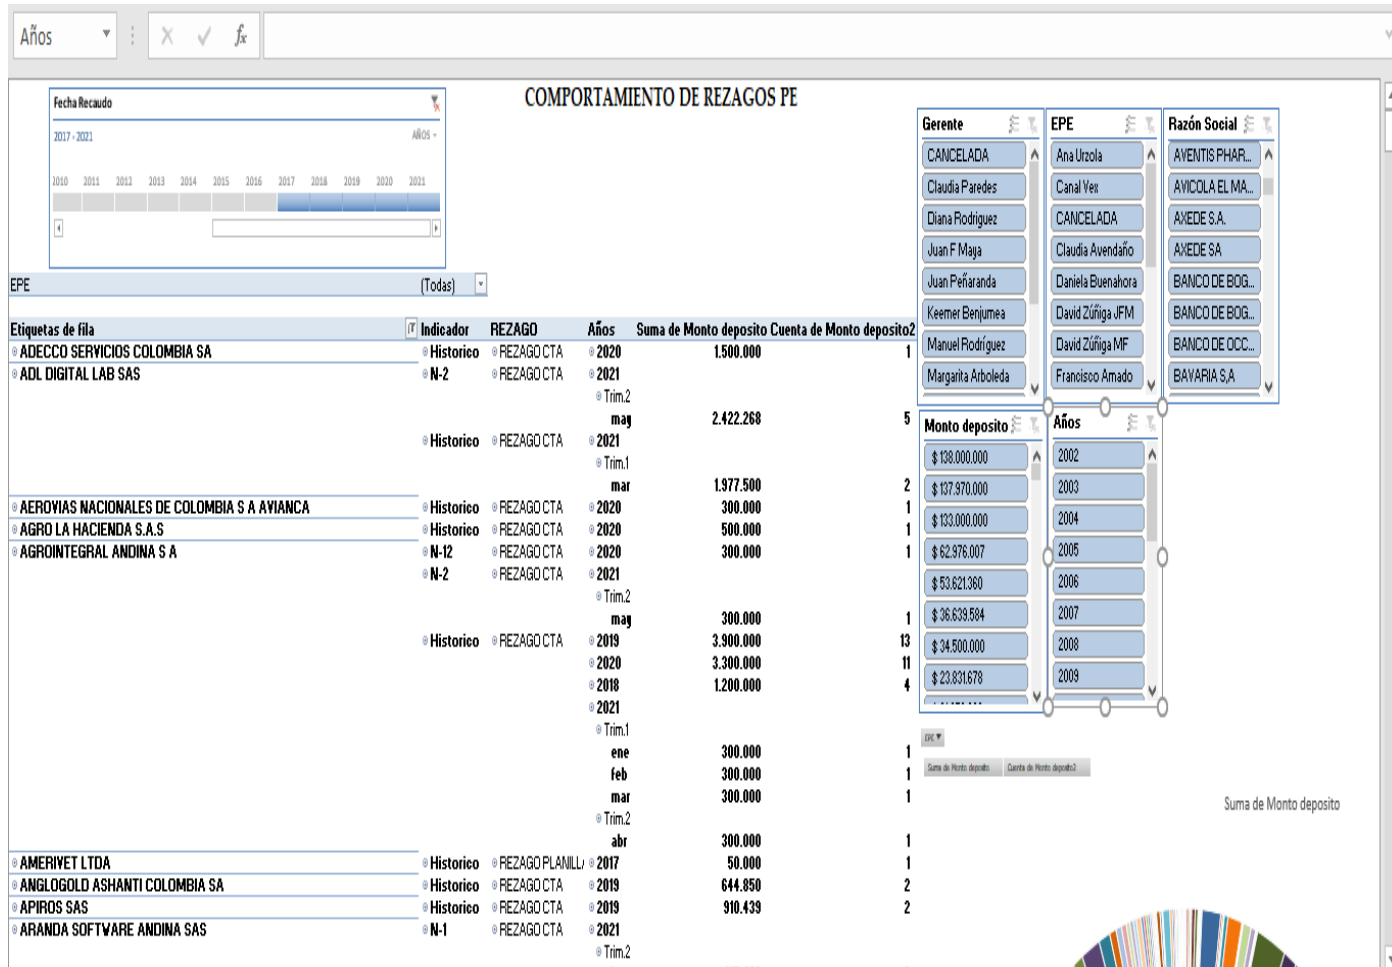 Años
fx
COMPORTAMIENTO DE REZAGOS PE
Fecha Recaudo
2017 - 2021 AÑOS
2010 2011 2012 2013 2014 2015 2016 2017 2018 2019 2020 2021
EPE (Todas)
Etiquetas de fila Indicador REZAGO Años Suma de Monto deposito Cuenta de Monto deposito2
ADECCO SERVICIOS COLOMBIA SA Historico REZAGO CTA 2020 1.500.000 1
ADL DIGITAL LAB SAS N-2 REZAGO CTA 2021
Trim.2
may 2.422.268 5
Historico REZAGO CTA 2021
Trim.1
mar 1.977.500 2
AEROVIAS NACIONALES DE COLOMBIA S A AVIANCA Historico REZAGO CTA 2020 300.000 1
AGRO LA HACIENDA S.A.S Historico REZAGO CTA 2020 500.000 1
AGROINTEGRAL ANDINA S A N-12 REZAGO CTA 2020 300.000 1
N-2 REZAGO CTA 2021
Trim.2
may 300.000 1
Historico REZAGO CTA 2019 3.900.000 13
2020 3.300.000 11
2018 1.200.000 4
2021
Trim.1
ene 300.000 1
feb 300.000 1
mar 300.000 1
Trim.2
abr 300.000 1
AMERIVET LTDA Historico REZAGO PLANILL 2017 50.000 1
ANGLOGOLD ASHANTI COLOMBIA SA Historico REZAGO CTA 2019 644.850 2
APIROS SAS Historico REZAGO CTA 2019 910.439 2
ARANDA SOFTWARE ANDINA SAS N-1 REZAGO CTA 2021
Trim.2
Gerente
CANCELADA
Claudia Paredes
Diana Rodriguez
Juan F Maya
Juan Peñaranda
Keemer Benjumea
Manuel Rodríguez
Margarita Arboleda
EPE
Ana Urzola
Canal Vex
CANCELADA
Claudia Avendaño
Daniela Buenahora
David Zúñiga JFM
David Zúñiga MF
Francisco Amado
Razón Social
AVENTIS PHAR...
AVICOLA EL MA...
AXEDE S.A.
AXEDE SA
BANCO DE BOG...
BANCO DE BOG...
BANCO DE OCC...
BAVARIA S,A
Monto deposito
$ 138.000.000
$ 137.970.000
$ 133.000.000
$ 62.976.007
$ 53.621.360
$ 36.639.584
$ 34.500.000
$ 23.831.678
Años
2002
2003
2004
2005
2006
2007
2008
2009
EPE
Suma de Monto deposito Cuenta de Monto deposito2
Suma de Monto deposito